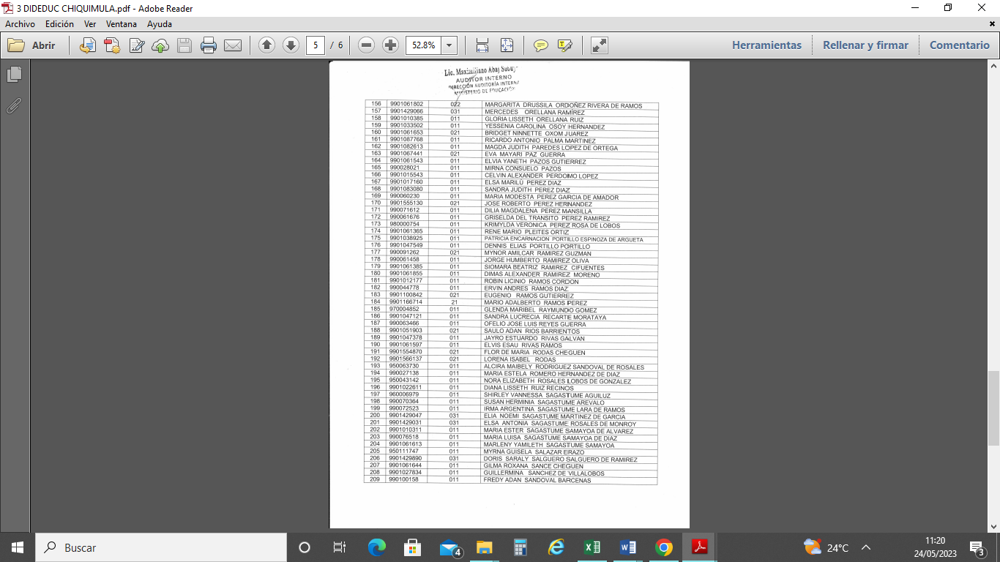 3 DIDEDUC CHIQUIMULA.pdf - Adobe Reader
Archivo Edición Ver Ventana Ayuda
Abrir 5 / 6 52.8% Herramientas Rellenar y firmar Comentario
Lic. Maximiliano Abaj
AUDITOR INTERNO
DIRECCIÓN AUDITORÍA INTERNA
MINISTERIO DE EDUCACIÓN
156 9901061802 022 MARGARITA DRUSSILA ORDOÑEZ RIVERA DE RAMOS
157 9901429066 031 MERCEDES ORELLANA RAMÍREZ
158 9901010385 011 GLORIA LISSETH ORELLANA RUIZ
159 9901033502 011 YESSENIA CAROLINA OSOY HERNANDEZ
160 9901061653 021 BRIDGET NINNETTE OXOM JUAREZ
161 9901087768 011 RICARDO ANTONIO PALMA MARTINEZ
162 9901082613 011 MAGDA JUDITH PAREDES LOPEZ DE ORTEGA
163 9901067441 021 EVA MAYARI PAZ GUERRA
164 9901061543 011 ELVIA YANETH PAZOS GUTIERREZ
165 990028021 011 MIRNA CONSUELO PAZOS
166 9901015543 011 CELVIN ALEXANDER PERDOMO LOPEZ
167 9901017160 011 ELSA MARILÚ PEREZ DIAZ
168 9901083080 011 SANDRA JUDITH PEREZ DIAZ
169 990060230 011 MARIA MODESTA PEREZ GARCIA DE AMADOR
170 9901555130 021 JOSE ROBERTO PEREZ HERNÁNDEZ
171 990071612 011 DILIA MAGDALENA PEREZ MANSILLA
172 990061676 011 GRISELDA DEL TRANSITO PEREZ RAMIREZ
173 980000754 011 KRIMYLDA VERONICA PEREZ ROSA DE LOBOS
174 9901061365 011 RENE MARIO PLEITES ORTIZ
175 9901038925 011 PATRICIA ENCARNACION PORTILLO ESPINOZA DE ARGUETA
176 9901047549 011 DENNIS ELIAS PORTILLO PORTILLO
177 990091262 021 MYNOR AMILCAR RAMIREZ GUZMAN
178 990061458 011 JORGE HUMBERTO RAMIREZ OLIVA
179 9901061385 011 SIOMARA BEATRIZ RAMIREZ CIFUENTES
180 9901061855 011 DIMAS ALEXANDER RAMIREZ MORENO
181 9901012177 011 ROBIN LICINIO RAMOS CORDON
182 990044778 011 ERVIN ANDRES RAMOS DIAZ
183 9901100842 021 EUGENIO RAMOS GUTIERREZ
184 9901166714 21 MARIO ADALBERTO RAMOS PEREZ
185 970004852 011 GLENDA MARIBEL RAYMUNDO GOMEZ
186 9901047121 011 SANDRA LUCRECIA RECARTE MORATAYA
187 990063466 011 OFELIO JOSE LUIS REYES GUERRA
188 9901051903 021 SAULO ADAN RIOS BARRIENTOS
189 9901047378 011 JAYRO ESTUARDO RIVAS GALVAN
190 9901061597 011 ELVIS ESAU RIVAS RAMOS
191 9901554870 021 FLOR DE MARIA RODAS CHEGUEN
192 9901566137 021 LORENA ISABEL RODAS
193 950063730 011 ALCIRA MAIBELY RODRIGUEZ SANDOVAL DE ROSALES
194 990027138 011 MARIA ESTELA ROMERO HERNANDEZ DE DIAZ
195 950043142 011 NORA ELIZABETH ROSALES LOBOS DE GONZALEZ
196 9901022611 011 DIANA LISSETH RUIZ RECINOS
197 960006979 011 SHIRLEY VANNESSA SAGASTUME AGUILUZ
198 990070364 011 SUSAN HERMINIA SAGASTUME AREVALO
199 990072523 011 IRMA ARGENTINA SAGASTUME LARA DE RAMOS
200 9901429047 031 ELIA NOEMI SAGASTUME MARTINEZ DE GARCIA
201 9901429031 031 ELSA ANTONIA SAGASTUME ROSALES DE MONROY
202 9901010311 011 MARIA ESTER SAGASTUME SAMAYOA DE ALVAREZ
203 990076518 011 MARIA LUISA SAGASTUME SAMAYOA DE DIAZ
204 9901061613 011 MARLENY YAMILETH SAGASTUME SAMAYOA
205 950111747 011 MYRNA GUISELA SALAZAR ERAZO
206 9901429890 031 DORIS SARALY SALGUERO SALGUERO DE RAMIREZ
207 9901061644 011 GILMA ROXANA SANCE CHEGUEN
208 9901027834 011 GUILLERMINA SANCHEZ DE VILLALOBOS
209 990100158 011 FREDY ADAN SANDOVAL BARCENAS
Buscar 4 24°C 11:20 3
24/05/2023